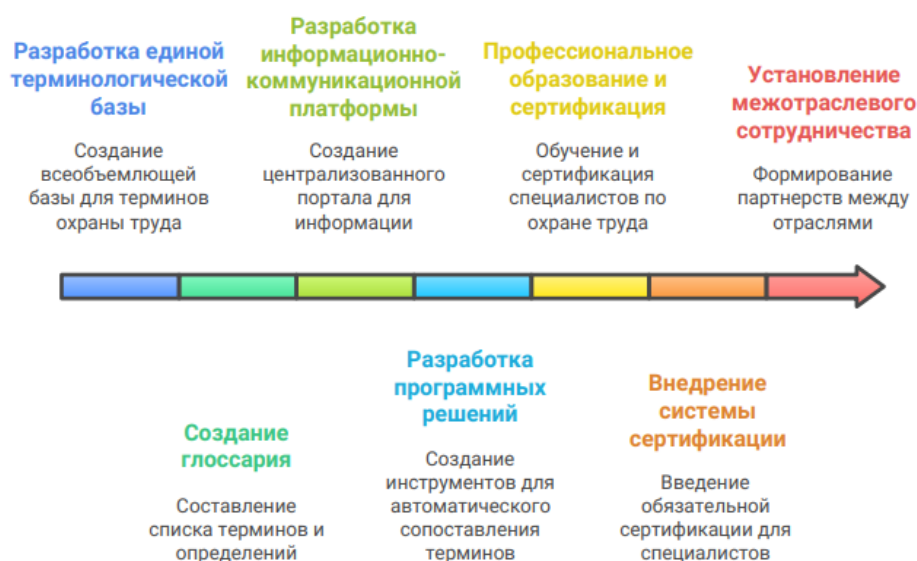 Разработка единой
терминологической
базы
Создание
всеобъемлющей
базы для терминов
охраны труда
Разработка
информационно-
коммуникационной
платформы
Создание
централизованного
портала для
информации
Профессиональное
образование и
сертификация
Обучение и
сертификация
специалистов по
охране труда
Установление
межотраслевого
сотрудничества
Формирование
партнерств между
отраслями
Создание
глоссария
Составление
списка терминов и
определений
Разработка
программных
решений
Создание
инструментов для
автоматического
сопоставления
терминов
Внедрение
системы
сертификации
Введение
обязательной
сертификации для
специалистов